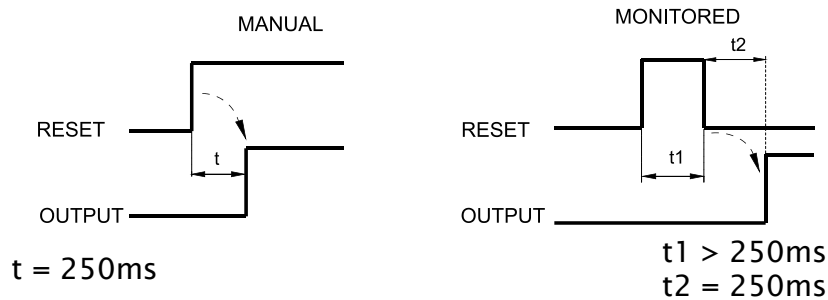 MANUAL
RESET
t
OUTPUT
t = 250ms
MONITORED
t2
RESET
t1
OUTPUT
t1 > 250ms
t2 = 250ms